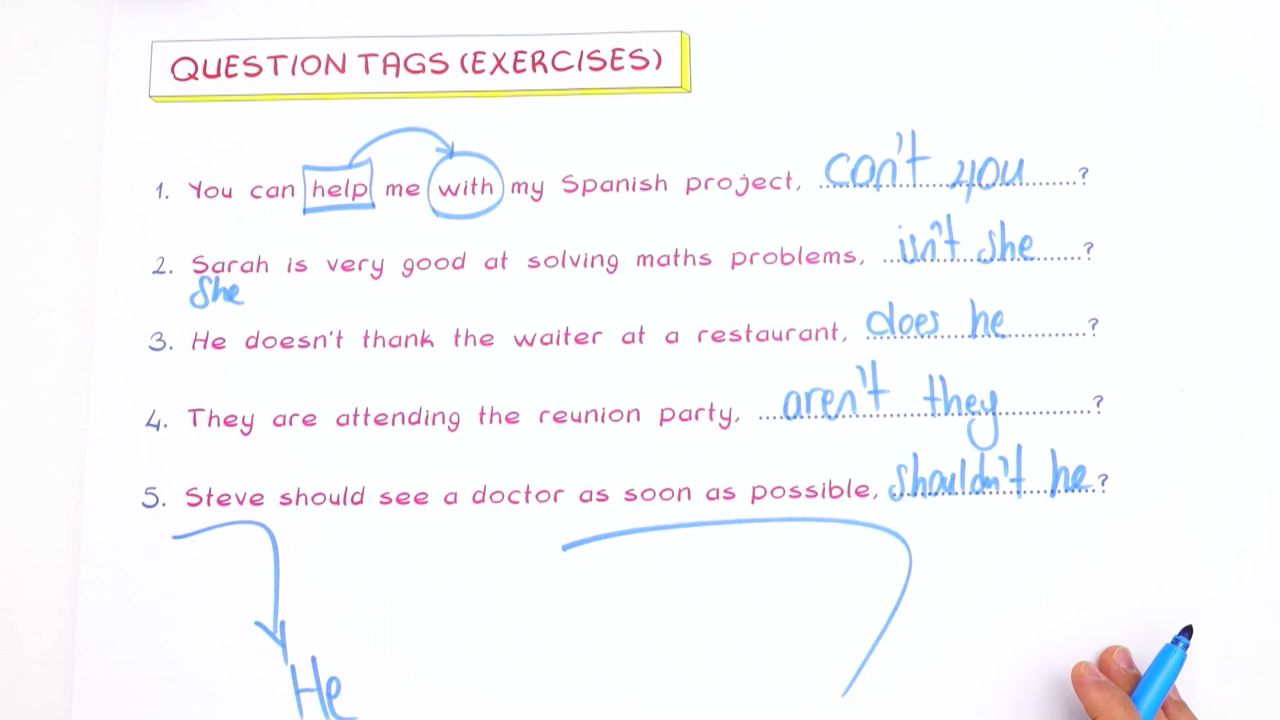 QUESTION TAGS (EXERCISES)
1. You can help me with my Spanish project, can't you ?
2. Sarah is very good at solving maths problems, isn't she ?
She
3. He doesn't thank the waiter at a restaurant, does he ?
4. They are attending the reunion party, aren't they ?
5. Steve should see a doctor as soon as possible, shouldn't he ?
He